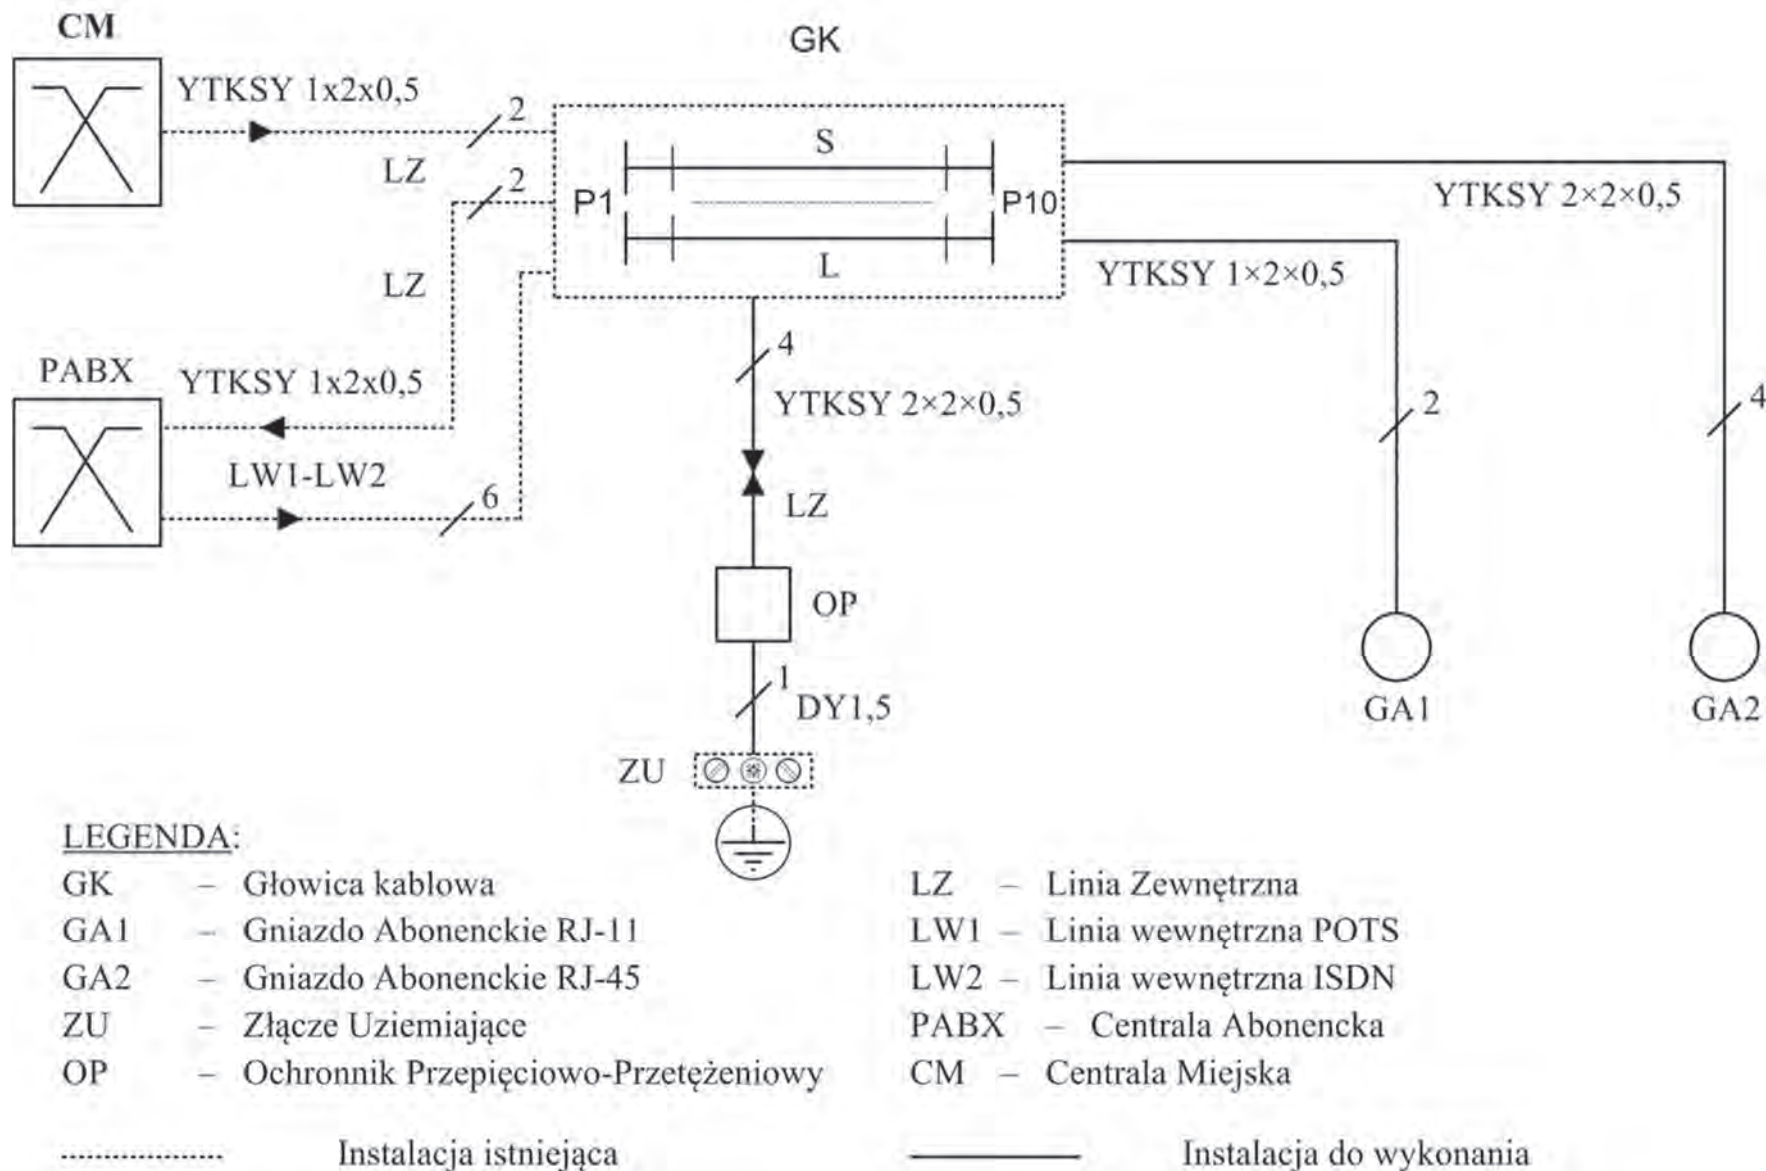 CM
GK
YTKSY 1x2x0,5
2
LZ
2
S
P1
P10
L
YTKSY 2×2×0,5
YTKSY 1×2×0,5
LZ
PABX
YTKSY 1x2x0,5
LW1-LW2
6
4
YTKSY 2×2×0,5
LZ
OP
1
DY1,5
ZU
2
4
GA1
GA2
LEGENDA:
GK – Głowica kablowa
GA1 – Gniazdo Abonenckie RJ-11
GA2 – Gniazdo Abonenckie RJ-45
ZU – Złącze Uziemiające
OP – Ochronnik Przepięciowo-Przetężeniowy
LZ – Linia Zewnętrzna
LW1 – Linia wewnętrzna POTS
LW2 – Linia wewnętrzna ISDN
PABX – Centrala Abonencka
CM – Centrala Miejska
Instalacja istniejąca
Instalacja do wykonania